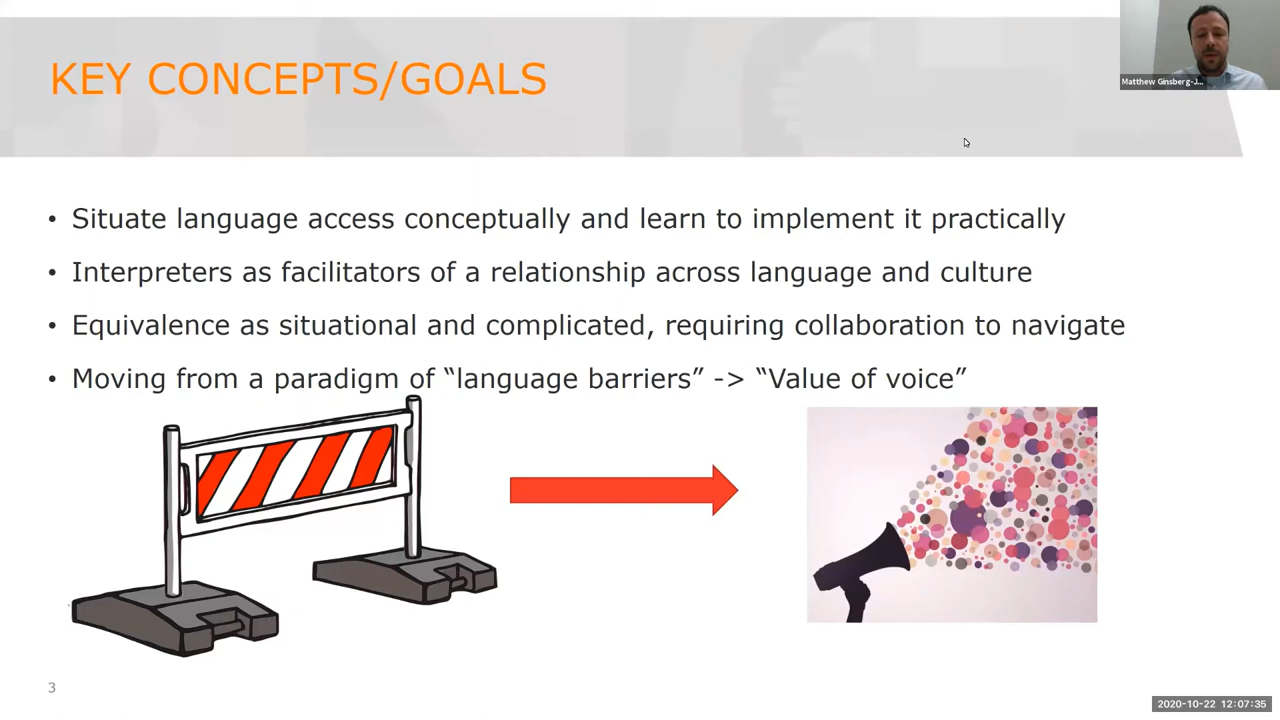 KEY CONCEPTS/GOALS
Matthew Ginsberg-J...
• Situate language access conceptually and learn to implement it practically
• Interpreters as facilitators of a relationship across language and culture
• Equivalence as situational and complicated, requiring collaboration to navigate
• Moving from a paradigm of “language barriers” -> “Value of voice”
3
2020-10-22 12:07:35